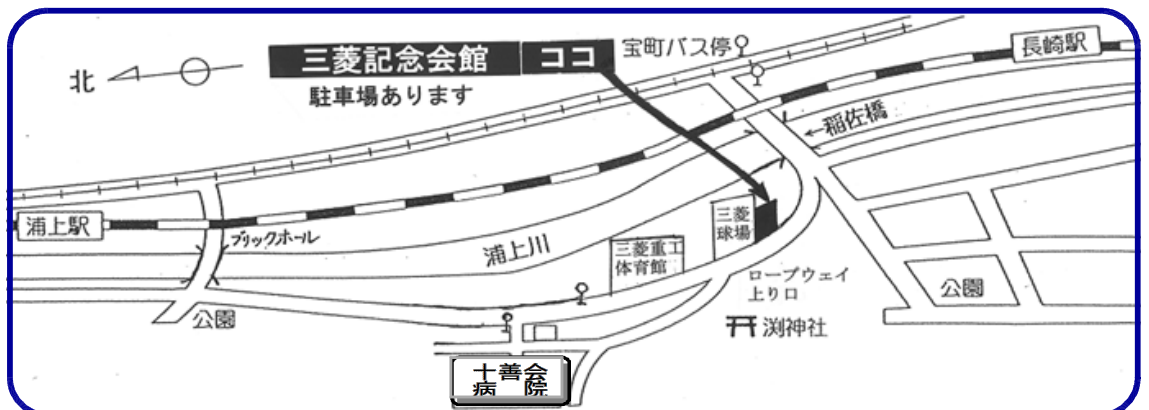 北
三菱記念会館 ココ
駐車場あります
宝町バス停
長崎駅
←稲佐橋
浦上駅
ブリックホール
浦上川
三菱
球場
三菱重工
体育館
ロープウェイ
上り口
公園
公園
渕神社
十善会
病 院